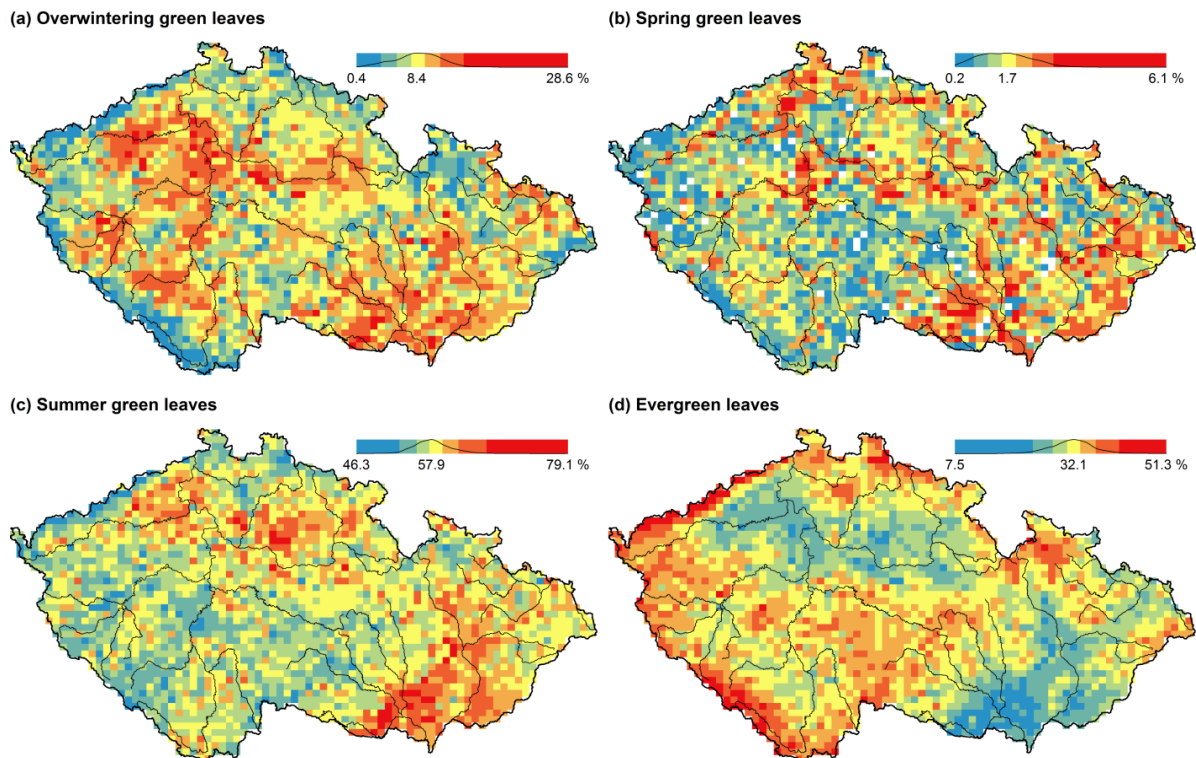 (a) Overwintering green leaves
0.4 8.4 28.6 %
(b) Spring green leaves
0.2 1.7 6.1 %
(c) Summer green leaves
46.3 57.9 79.1 %
(d) Evergreen leaves
7.5 32.1 51.3 %